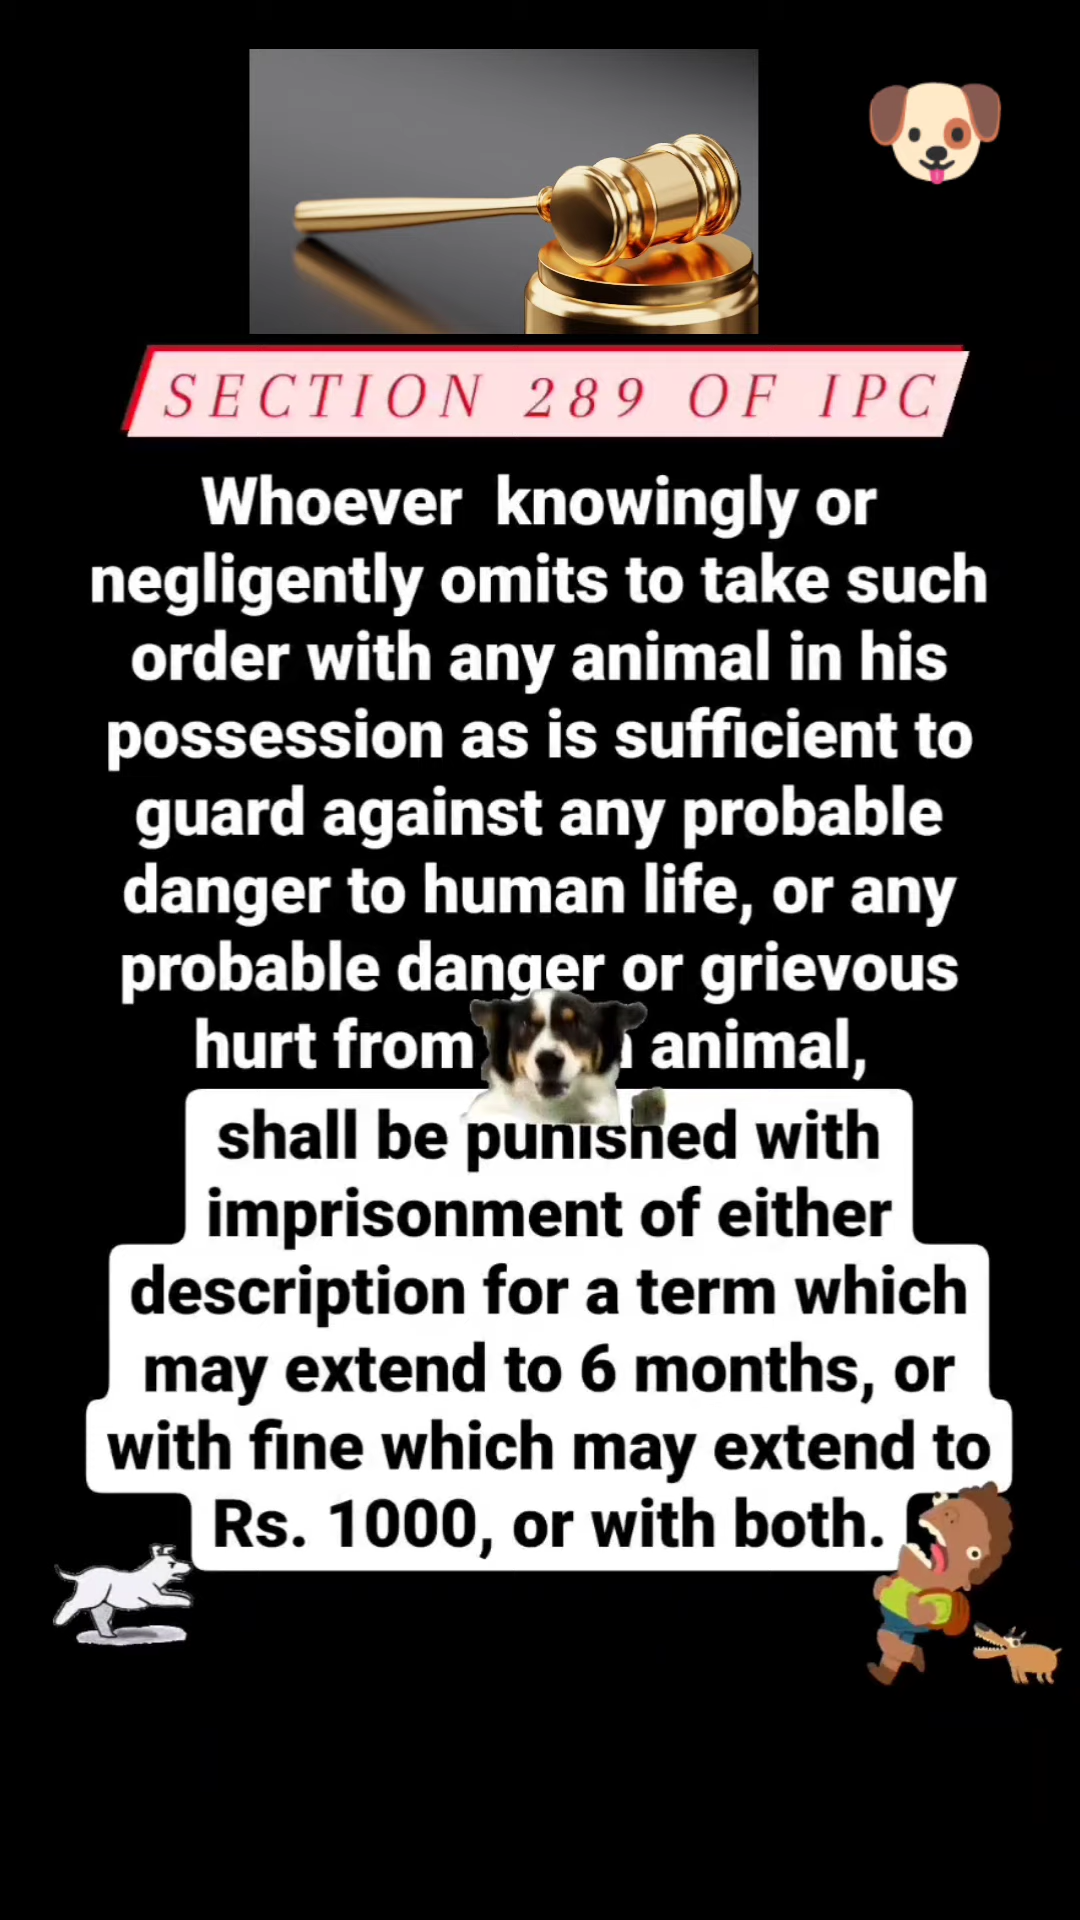 SECTION 289 OF IPC
Whoever knowingly or
negligently omits to take such
order with any animal in his
possession as is sufficient to
guard against any probable
danger to human life, or any
probable danger or grievous
hurt from animal,
shall be punished with
imprisonment of either
description for a term which
may extend to 6 months, or
with fine which may extend to
Rs. 1000, or with both.